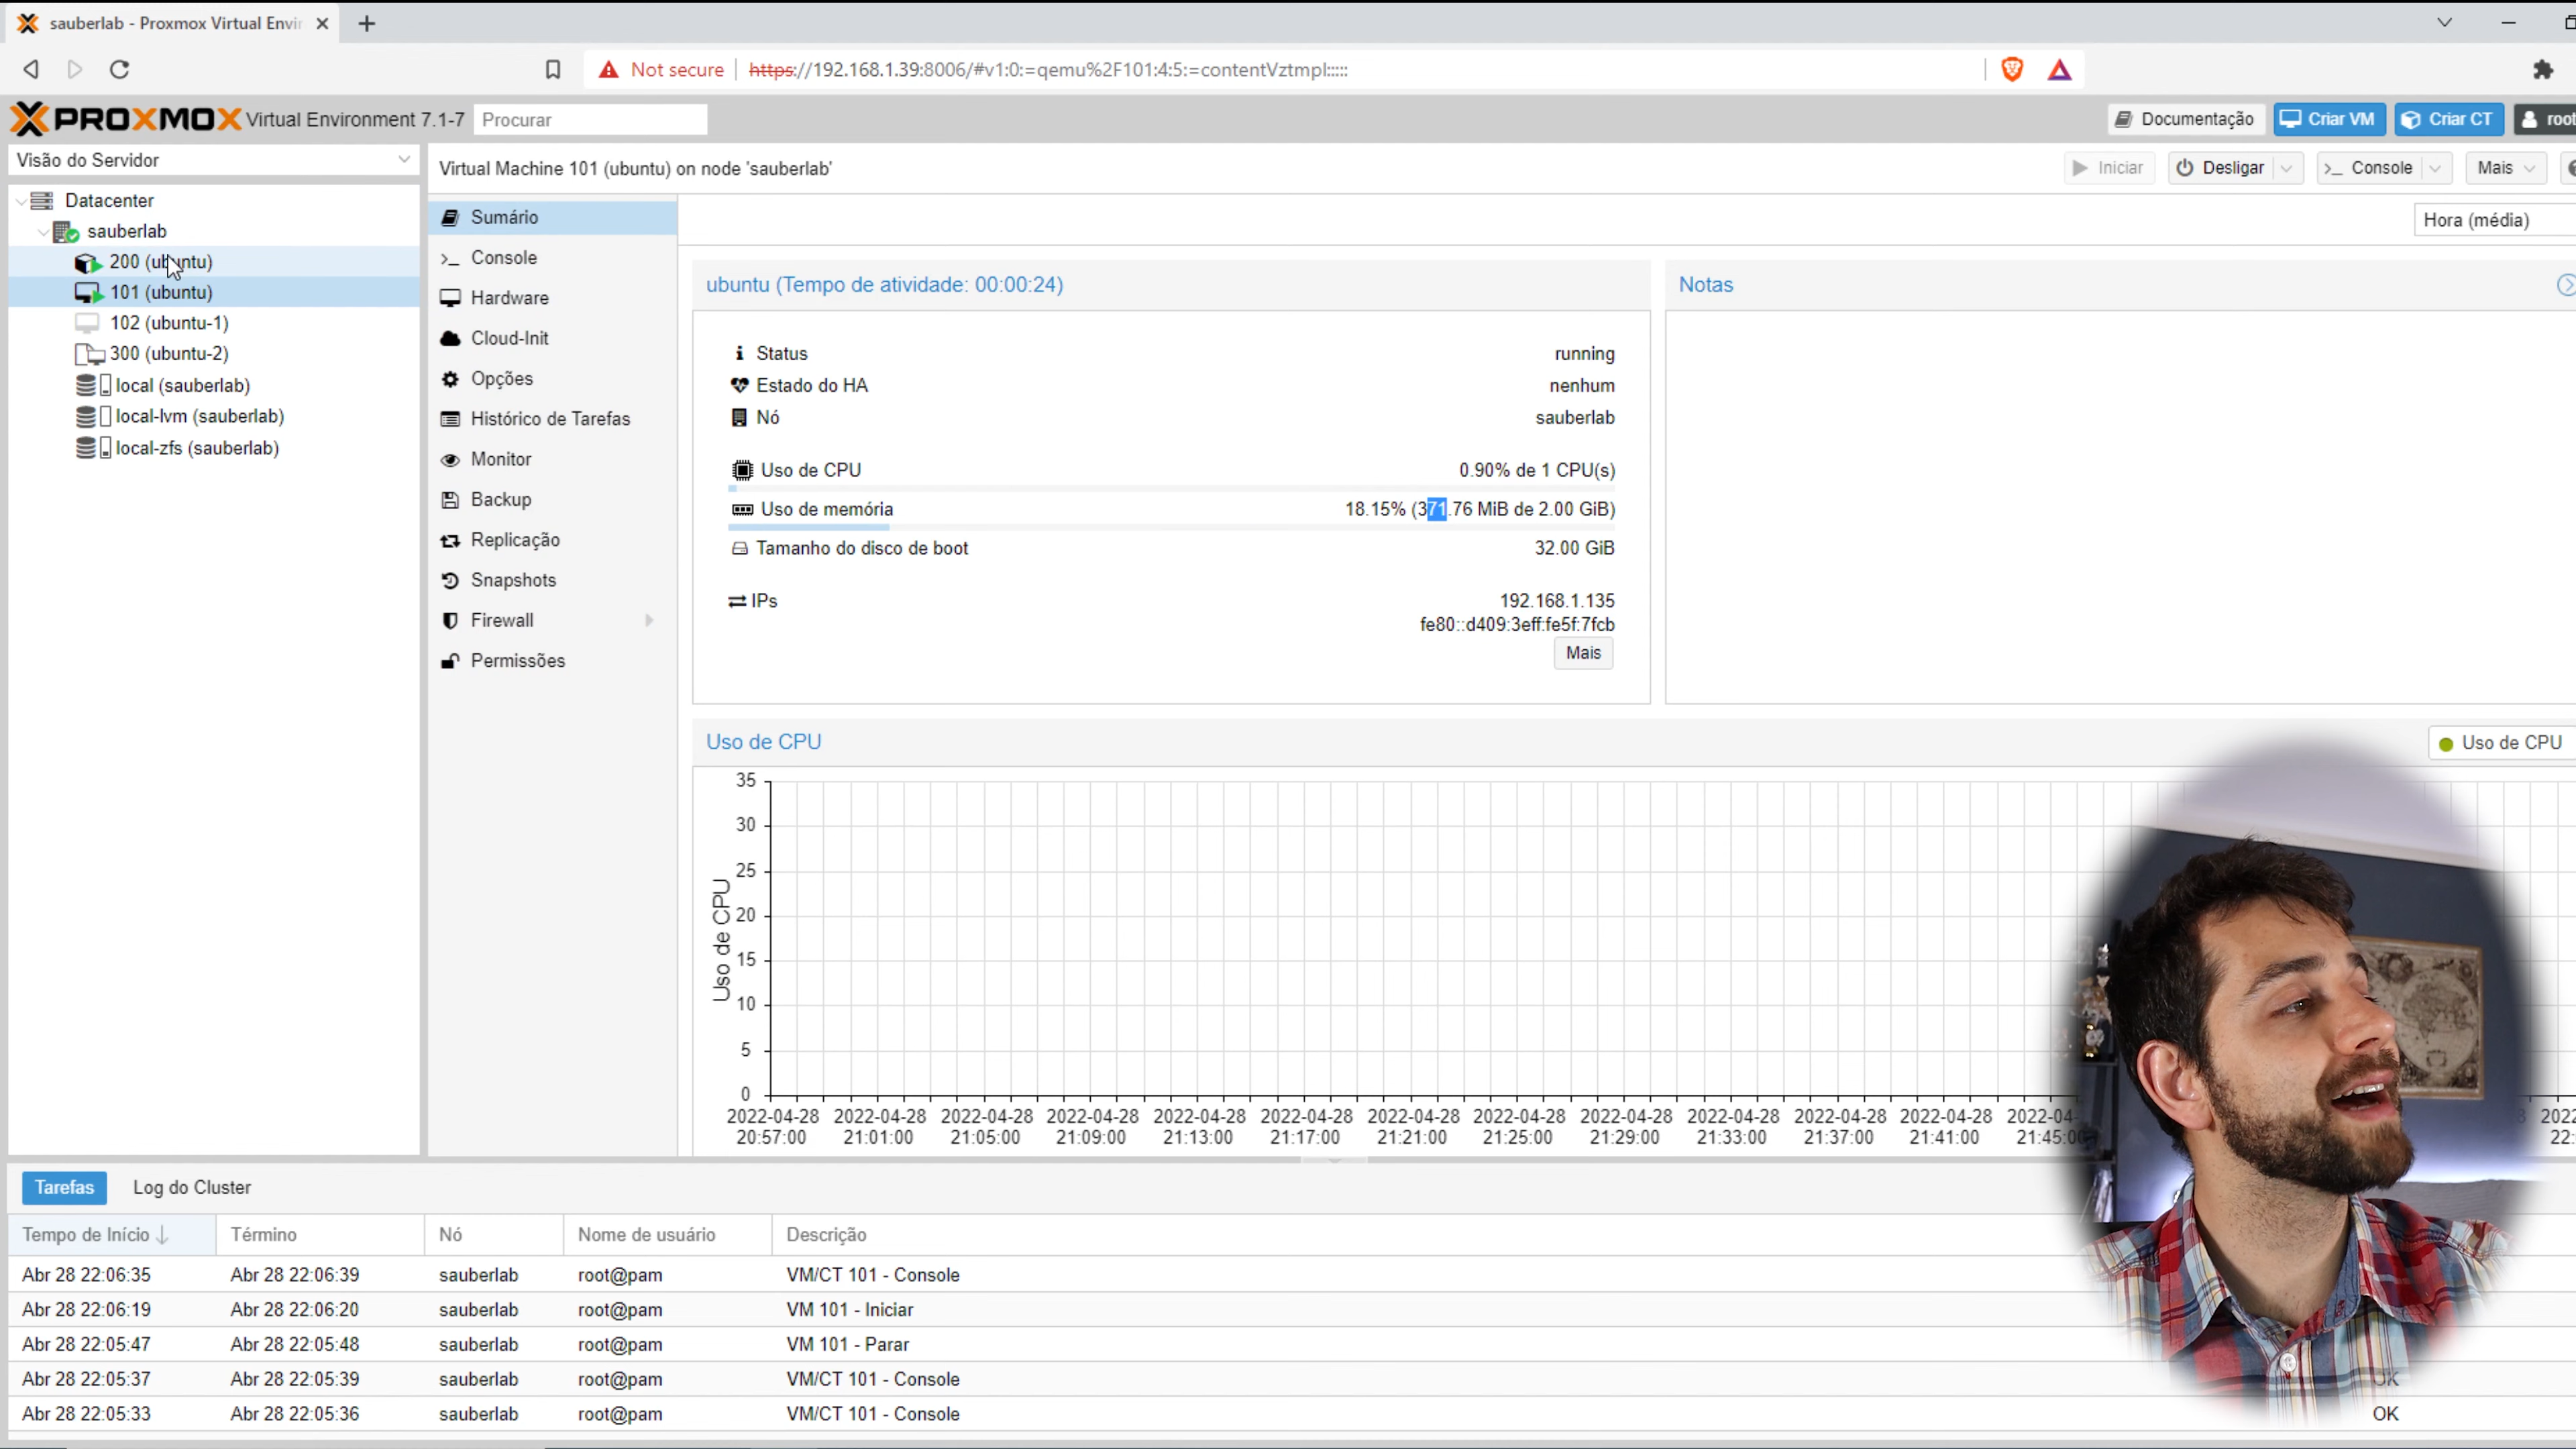 sauberlab - Proxmox Virtual Envir
Not secure https://192.168.1.39:8006/#v1:0:=qemu%2F101:4:5:=contentVztmpl:::::
PROXMOX Virtual Environment 7.1-7 Procurar Documentação Criar VM Criar CT root
Visão do Servidor
Virtual Machine 101 (ubuntu) on node 'sauberlab' Iniciar Desligar Console Mais
Datacenter
sauberlab
200 (ubuntu)
101 (ubuntu)
102 (ubuntu-1)
300 (ubuntu-2)
local (sauberlab)
local-lvm (sauberlab)
local-zfs (sauberlab)
Sumário
Console
Hardware
Cloud-Init
Opções
Histórico de Tarefas
Monitor
Backup
Replicação
Snapshots
Firewall
Permissões
Hora (média)
ubuntu (Tempo de atividade: 00:00:24)
Status running
Estado do HA nenhum
Nó sauberlab
Uso de CPU 0.90% de 1 CPU(s)
Uso de memória 18.15% (371.76 MiB de 2.00 GiB)
Tamanho do disco de boot 32.00 GiB
IPs 192.168.1.135
fe80::d409:3eff:fe5f:7fcb
Mais
Notas
Uso de CPU
Uso de CPU
35
30
25
20
15
10
5
0
Uso de CPU
2022-04-28 2022-04-28 2022-04-28 2022-04-28 2022-04-28 2022-04-28 2022-04-28 2022-04-28 2022-04-28 2022-04-28 2022-04-28 2022-04-28 2022-04-
20:57:00 21:01:00 21:05:00 21:09:00 21:13:00 21:17:00 21:21:00 21:25:00 21:29:00 21:33:00 21:37:00 21:41:00 21:45:00
Tarefas Log do Cluster
Tempo de Início Término Nó Nome de usuário Descrição
Abr 28 22:06:35 Abr 28 22:06:39 sauberlab root@pam VM/CT 101 - Console
Abr 28 22:06:19 Abr 28 22:06:20 sauberlab root@pam VM 101 - Iniciar
Abr 28 22:05:47 Abr 28 22:05:48 sauberlab root@pam VM 101 - Parar
Abr 28 22:05:37 Abr 28 22:05:39 sauberlab root@pam VM/CT 101 - Console OK
Abr 28 22:05:33 Abr 28 22:05:36 sauberlab root@pam VM/CT 101 - Console OK